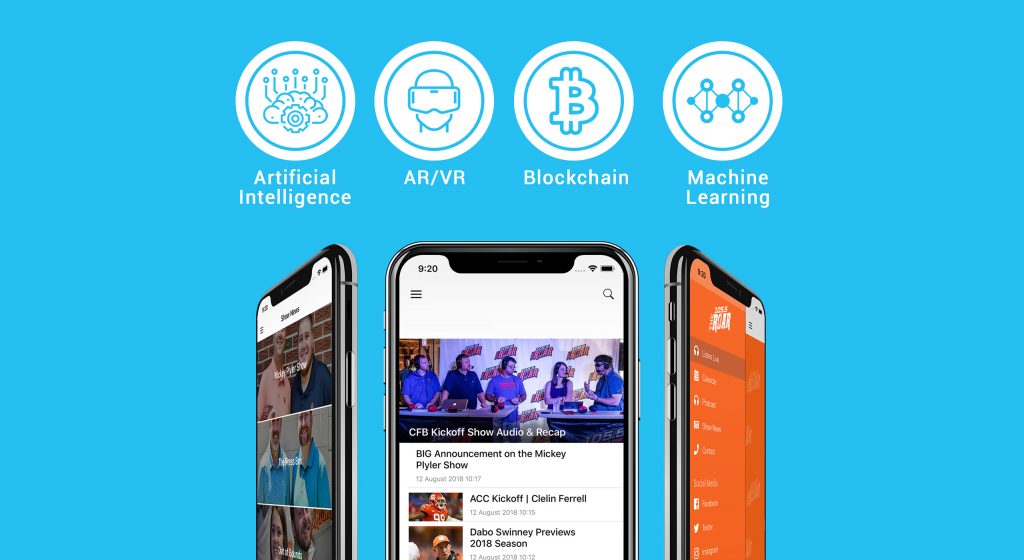 Artificial
Intelligence
AR/VR
Blockchain
Machine
Learning
9:20
CFB Kickoff Show Audio & Recap
BIG Announcement on the Mickey
Plyler Show
12 August 2018 10:17
ACC Kickoff | Clelin Ferrell
12 August 2018 10:15
Dabo Swinney Previews
2018 Season
12 August 2018 10:12
Show News
Mickey Plyler Show
Out of Bounds
105.5
THE ROAR
Listen Live
Calendar
Podcast
Show News
Contact
Social Media
Facebook
Twitter
Instagram